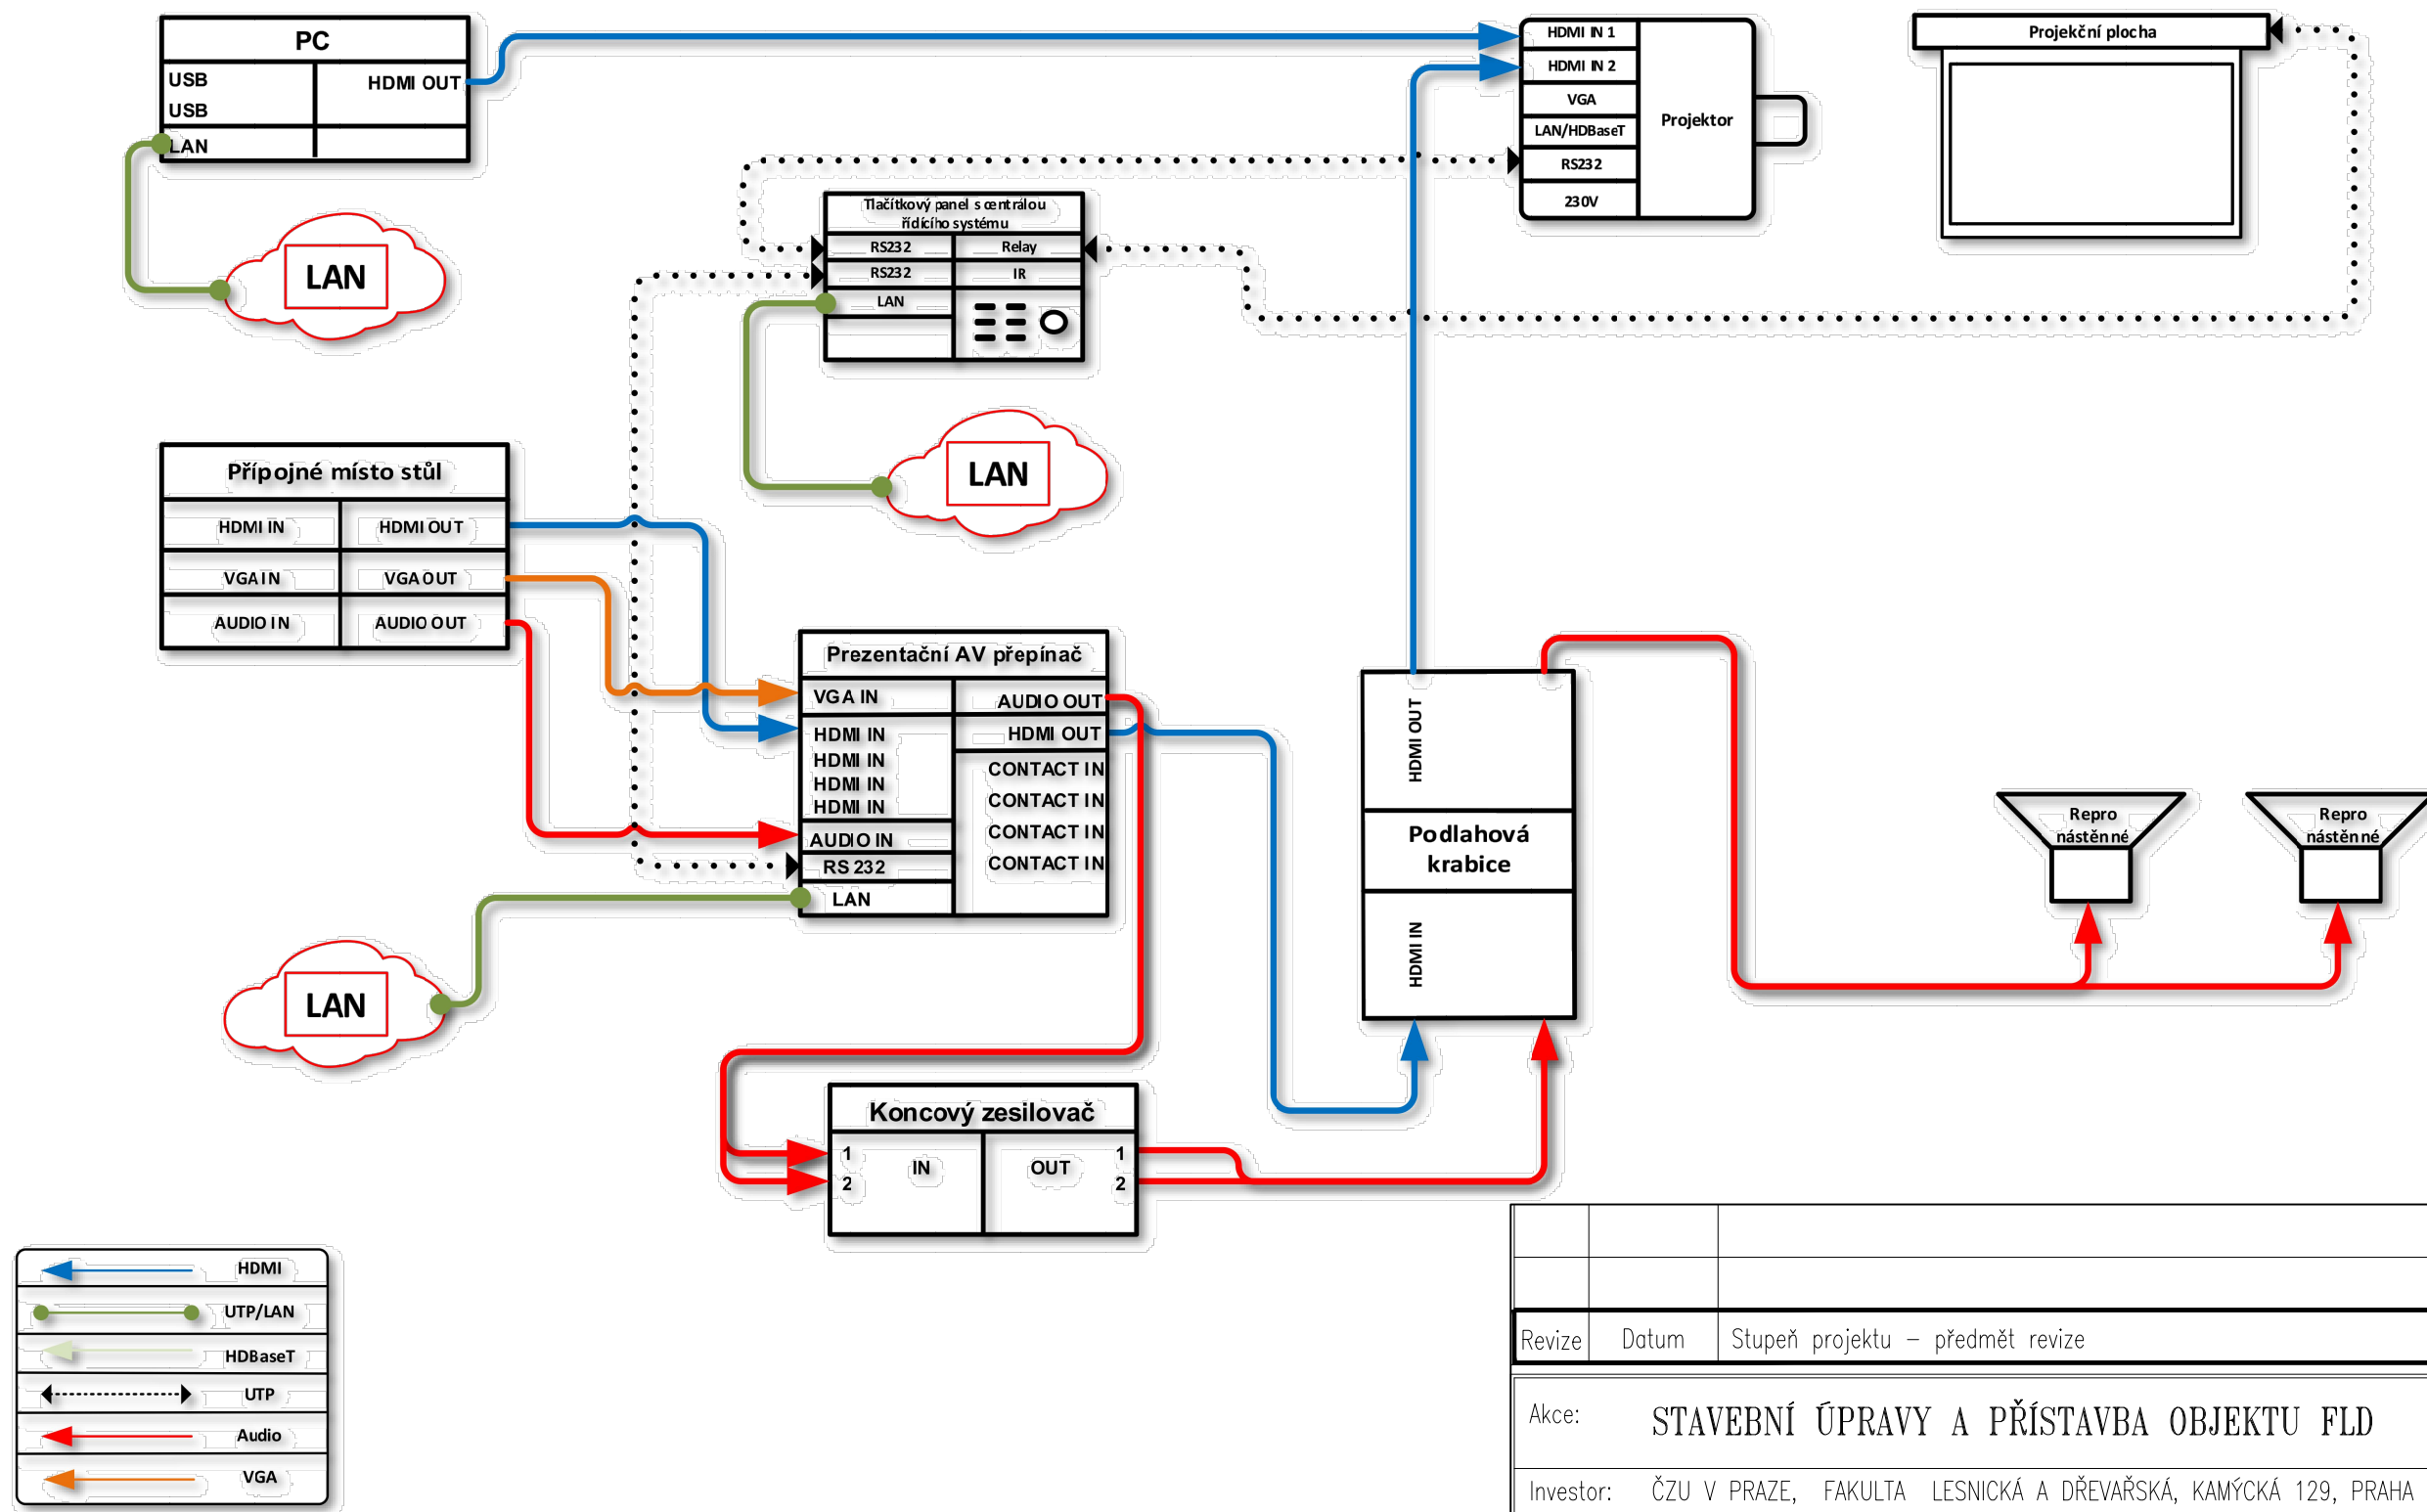 PC
USB
HDMI OUT
USB
LAN
LAN
HDMI IN 1
HDMI IN 2
VGA
LAN/HDBaseT
RS232
230V
Projektor
Projekční plocha
Tlačítkový panel s centrálou
řídícího systému
RS232
Relay
RS232
IR
LAN
LAN
Přípojné místo stůl
HDMI IN
HDMI OUT
VGA IN
VGA OUT
AUDIO IN
AUDIO OUT
Prezentační AV přepínač
VGA IN
HDMI IN
HDMI IN
HDMI IN
HDMI IN
AUDIO IN
RS 232
LAN
AUDIO OUT
HDMI OUT
CONTACT IN
CONTACT IN
CONTACT IN
CONTACT IN
LAN
HDMI OUT
Podlahová
krabice
HDMI IN
Repro
nástěnné
Repro
nástěnné
Koncový zesilovač
1
2
IN
OUT
1
2
HDMI
UTP/LAN
HDBaseT
UTP
Audio
VGA
Revize
Datum
Stupeň projektu – předmět revize
Akce: STAVEBNÍ ÚPRAVY A PŘÍSTAVBA OBJEKTU FLD
Investor: ČZU V PRAZE, FAKULTA LESNICKÁ A DŘEVAŘSKÁ, KAMÝCKÁ 129, PRAHA